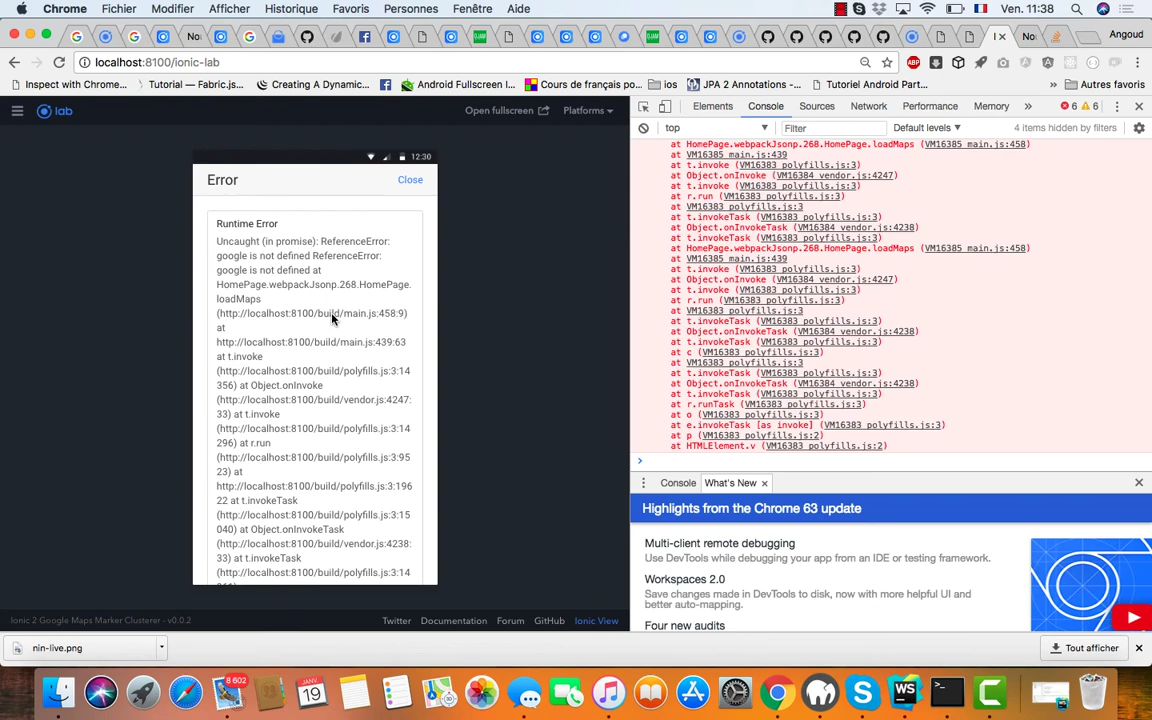 Chrome Fichier Modifier Afficher Historique Favoris Personnes Fenêtre Aide Ven. 11:38
No No Angoud
localhost:8100/ionic-lab
Inspect with Chrome... Tutorial — Fabric.js... Creating A Dynamic... Android Fullscreen I... Cours de français po... ios JPA 2 Annotations -... Tutoriel Android Part... » Autres favoris
lab Open fullscreen Platforms
12:30
Error Close
Runtime Error
Uncaught (in promise): ReferenceError:
google is not defined ReferenceError:
google is not defined at
HomePage.webpackJsonp.268.HomePage.
loadMaps
(http://localhost:8100/build/main.js:458:9)
at
http://localhost:8100/build/main.js:439:63
at t.invoke
(http://localhost:8100/build/polyfills.js:3:14
356) at Object.onInvoke
(http://localhost:8100/build/vendor.js:4247:
33) at t.invoke
(http://localhost:8100/build/polyfills.js:3:14
296) at r.run
(http://localhost:8100/build/polyfills.js:3:95
23) at
http://localhost:8100/build/polyfills.js:3:196
22 at t.invokeTask
(http://localhost:8100/build/polyfills.js:3:15
040) at Object.onInvokeTask
(http://localhost:8100/build/vendor.js:4238:
33) at t.invokeTask
(http://localhost:8100/build/polyfills.js:3:14
Ionic 2 Google Maps Marker Clusterer - v0.0.2 Twitter Documentation Forum GitHub Ionic View
Elements Console Sources Network Performance Memory » 6 6
top Filter Default levels 4 items hidden by filters
at HomePage.webpackJsonp.268.HomePage.loadMaps (VM16385 main.js:458)
at VM16385 main.js:439
at t.invoke (VM16383 polyfills.js:3)
at Object.onInvoke (VM16384 vendor.js:4247)
at t.invoke (VM16383 polyfills.js:3)
at r.run (VM16383 polyfills.js:3)
at VM16383 polyfills.js:3
at t.invokeTask (VM16383 polyfills.js:3)
at Object.onInvokeTask (VM16384 vendor.js:4238)
at t.invokeTask (VM16383 polyfills.js:3)
at HomePage.webpackJsonp.268.HomePage.loadMaps (VM16385 main.js:458)
at VM16385 main.js:439
at t.invoke (VM16383 polyfills.js:3)
at Object.onInvoke (VM16384 vendor.js:4247)
at t.invoke (VM16383 polyfills.js:3)
at r.run (VM16383 polyfills.js:3)
at VM16383 polyfills.js:3
at t.invokeTask (VM16383 polyfills.js:3)
at Object.onInvokeTask (VM16384 vendor.js:4238)
at t.invokeTask (VM16383 polyfills.js:3)
at c (VM16383 polyfills.js:3)
at VM16383 polyfills.js:3
at t.invokeTask (VM16383 polyfills.js:3)
at Object.onInvokeTask (VM16384 vendor.js:4238)
at r.runTask (VM16383 polyfills.js:3)
at o (VM16383 polyfills.js:3)
at e.invokeTask [as invoke] (VM16383 polyfills.js:3)
at p (VM16383 polyfills.js:2)
at HTMLElement.v (VM16383 polyfills.js:2)
Console What's New
Highlights from the Chrome 63 update
Multi-client remote debugging
Use DevTools while debugging your app from an IDE or testing framework.
Workspaces 2.0
Save changes made in DevTools to disk, now with more helpful UI and
better auto-mapping.
Four new audits
nin-live.png Tout afficher
8 602 JANV. 19 WS